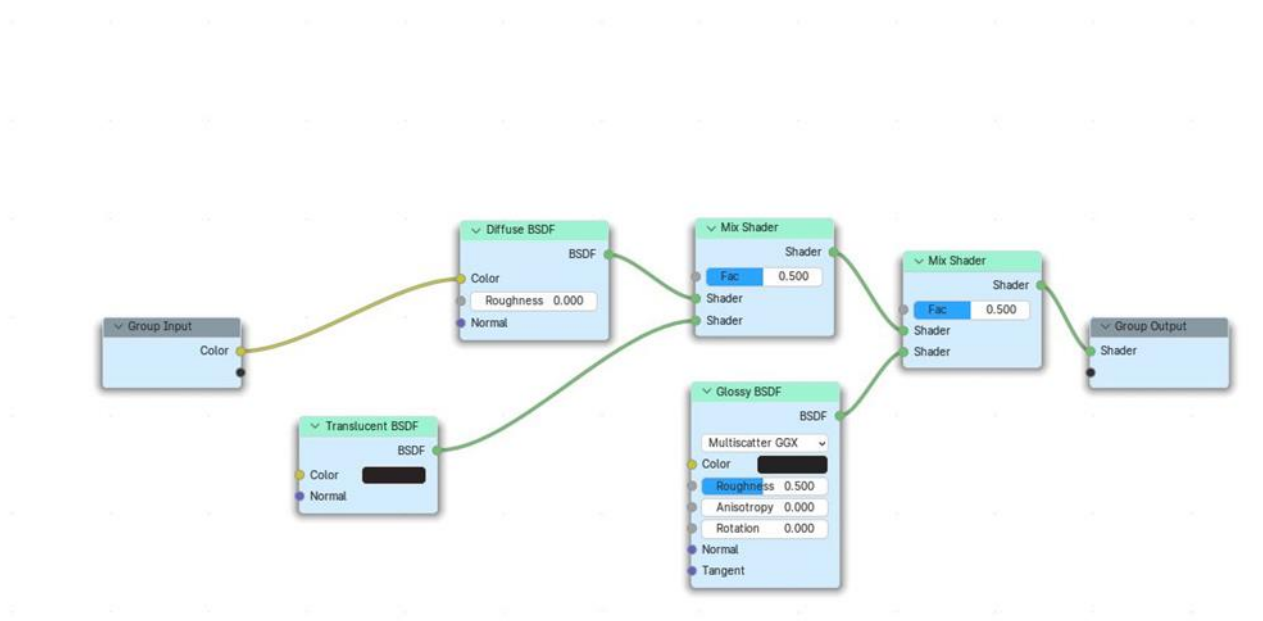 Group Input
Color
Translucent BSDF
BSDF
Color
Normal
Diffuse BSDF
BSDF
Color
Roughness 0.000
Normal
Mix Shader
Shader
Fac 0.500
Shader
Shader
Glossy BSDF
BSDF
Multiscatter GGX
Color
Roughness 0.500
Anisotropy 0.000
Rotation 0.000
Normal
Tangent
Mix Shader
Shader
Fac 0.500
Shader
Shader
Group Output
Shader